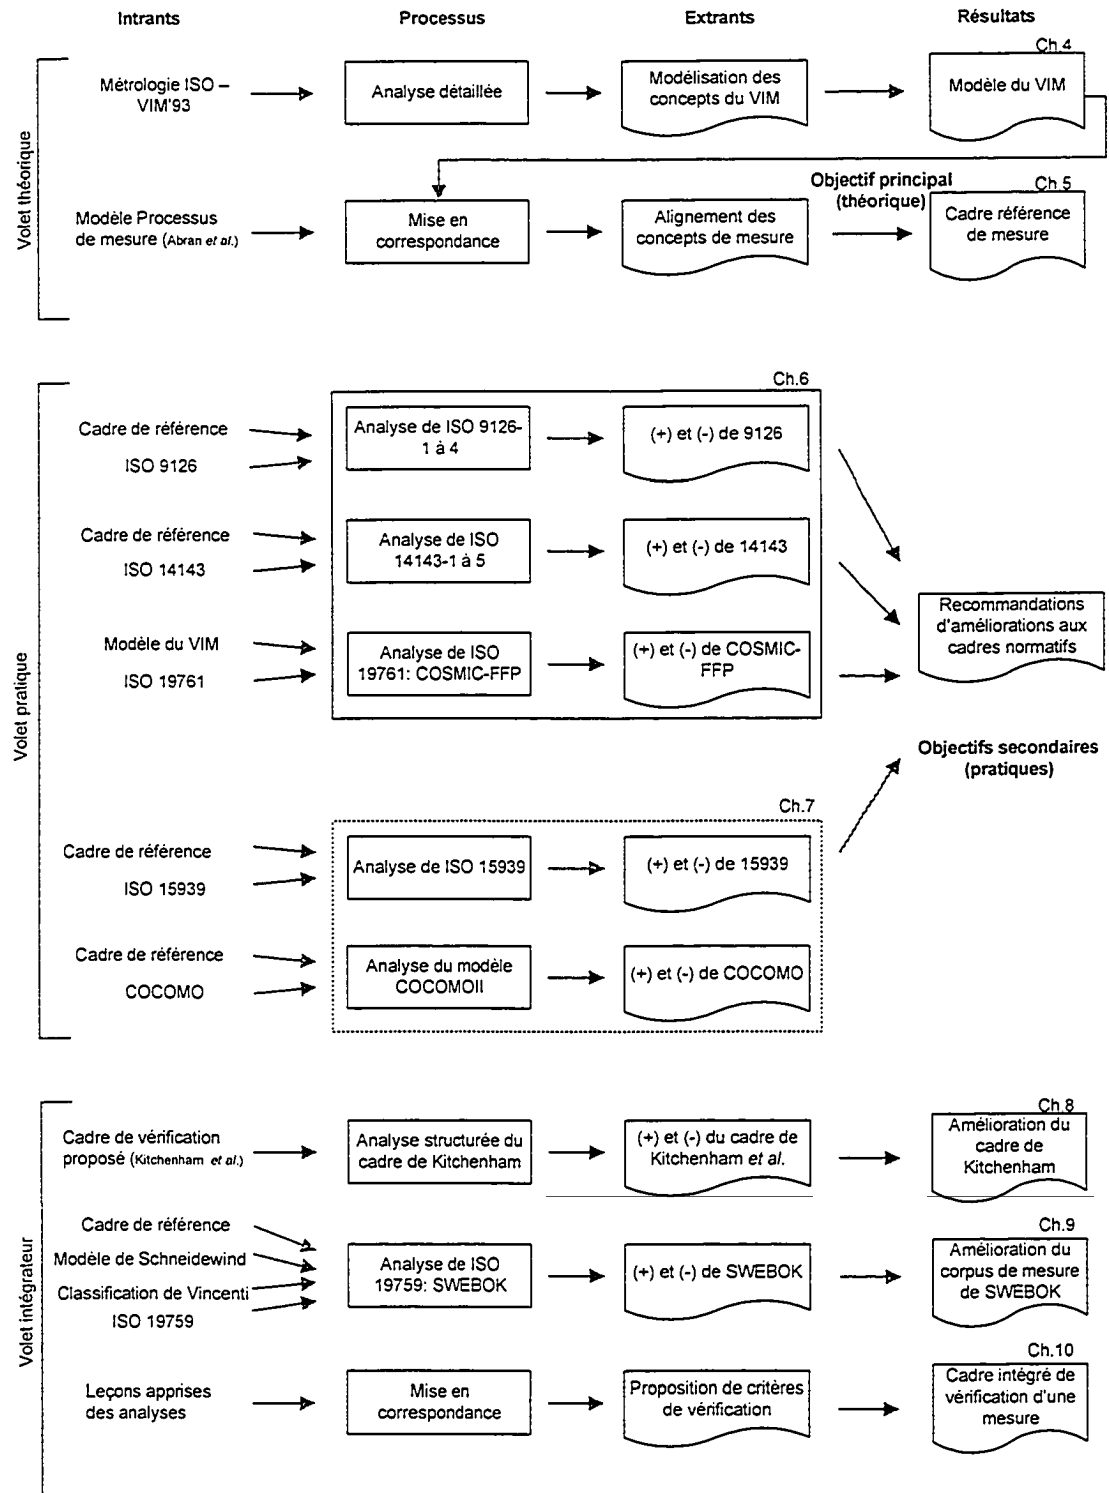 Intrants
Processus
Extrants
Résultats
Volet théorique
Ch.4
Métrologie ISO –
VIM'93
Analyse détaillée
Modélisation des
concepts du VIM
Modèle du VIM
Objectif principal
(théorique)
Ch.5
Modèle Processus
de mesure (Abran et al.)
Mise en
correspondance
Alignement des
concepts de mesure
Cadre référence
de mesure
Volet pratique
Ch.6
Cadre de référence
ISO 9126
Analyse de ISO 9126-
1 à 4
(+) et (-) de 9126
Cadre de référence
ISO 14143
Analyse de ISO
14143-1 à 5
(+) et (-) de 14143
Modèle du VIM
ISO 19761
Analyse de ISO
19761: COSMIC-FFP
(+) et (-) de COSMIC-
FFP
Recommandations
d'améliorations aux
cadres normatifs
Objectifs secondaires
(pratiques)
Ch.7
Cadre de référence
ISO 15939
Analyse de ISO 15939
(+) et (-) de 15939
Cadre de référence
COCOMO
Analyse du modèle
COCOMOII
(+) et (-) de COCOMO
Volet intégrateur
Ch.8
Cadre de vérification
proposé (Kitchenham et al.)
Analyse structurée du
cadre de Kitchenham
(+) et (-) du cadre de
Kitchenham et al.
Amélioration du
cadre de
Kitchenham
Ch.9
Cadre de référence
Modèle de Schneidewind
Classification de Vincenti
ISO 19759
Analyse de ISO
19759: SWEBOK
(+) et (-) de SWEBOK
Amélioration du
corpus de mesure
de SWEBOK
Ch.10
Leçons apprises
des analyses
Mise en
correspondance
Proposition de critères
de vérification
Cadre intégré de
vérification d'une
mesure